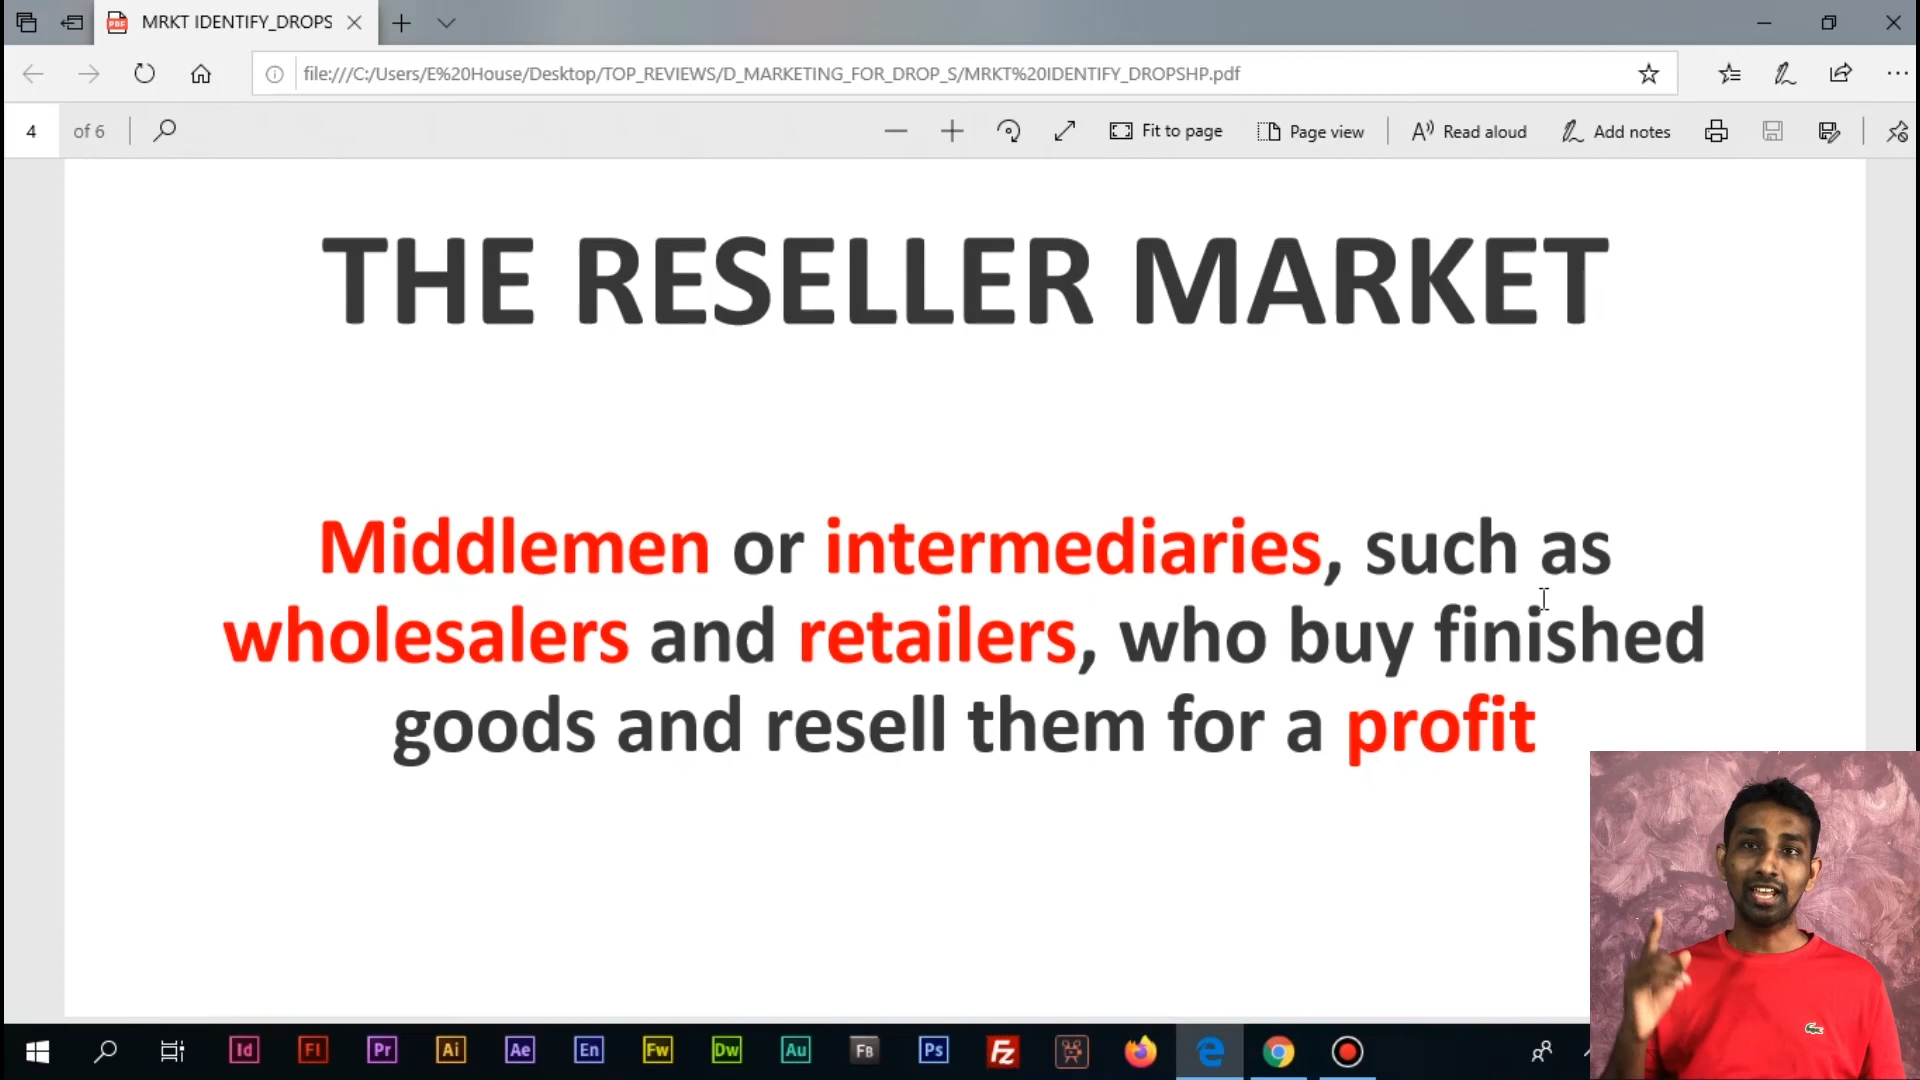 MRKT IDENTIFY_DROPS
file:///C:/Users/E%20House/Desktop/TOP_REVIEWS/D_MARKETING_FOR_DROP_S/MRKT%20IDENTIFY_DROPSHP.pdf
4 of 6 Fit to page Page view Read aloud Add notes
THE RESELLER MARKET
Middlemen or intermediaries, such as
wholesalers and retailers, who buy finished
goods and resell them for a profit
Id Fl Pr Ai Ae En Fw Dw Au FB Ps Fz